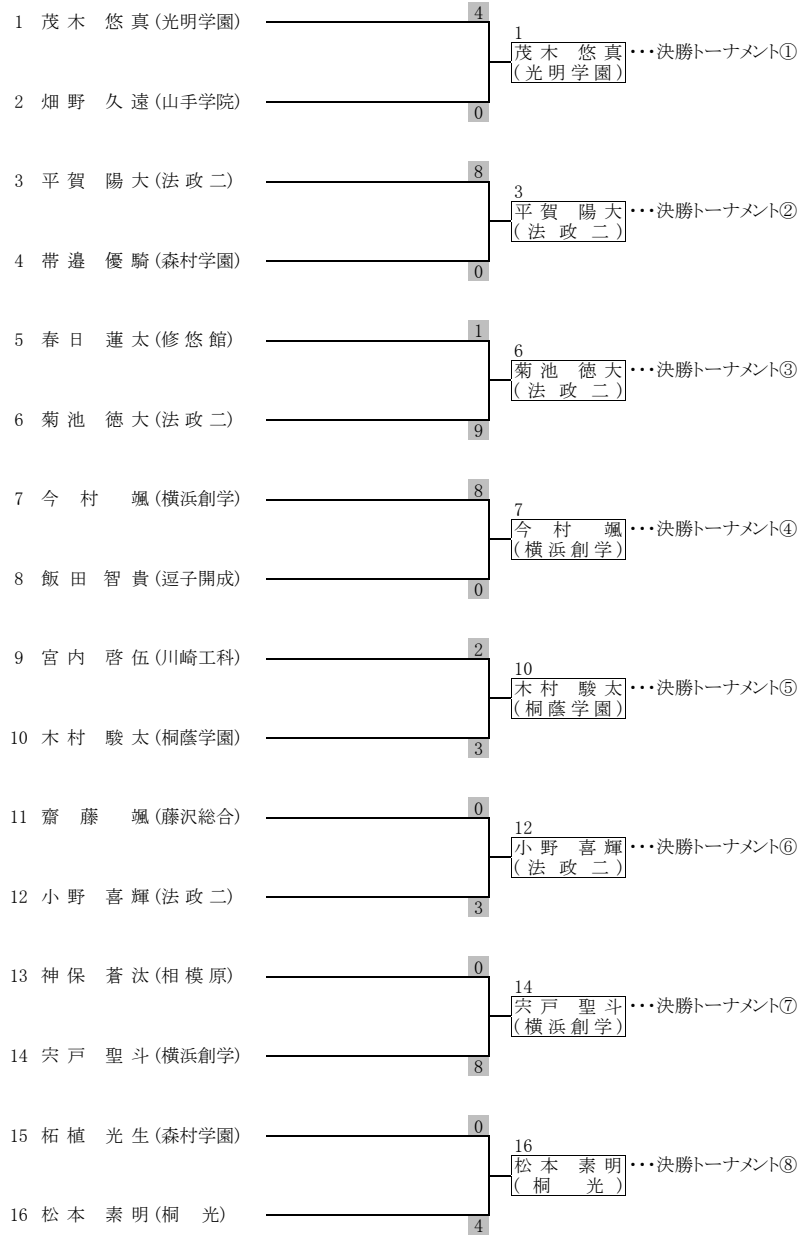 1 茂木 悠真(光明学園)
4
1
茂木 悠真
(光明学園)
・・・決勝トーナメント①
2 畑野 久遠(山手学院)
0
3 平賀 陽大(法政二)
8
3
平賀 陽大
(法政二)
・・・決勝トーナメント②
4 帯邉 優騎(森村学園)
0
5 春日 蓮太(修悠館)
1
6
菊池 徳大
(法政二)
・・・決勝トーナメント③
6 菊池 徳大(法政二)
9
7 今村 颯(横浜創学)
8
7
今村 颯
(横浜創学)
・・・決勝トーナメント④
8 飯田 智貴(逗子開成)
0
9 宮内 啓伍(川崎工科)
2
10
木村 駿太
(桐蔭学園)
・・・決勝トーナメント⑤
10 木村 駿太(桐蔭学園)
3
11 齋藤 颯(藤沢総合)
0
12
小野 喜輝
(法政二)
・・・決勝トーナメント⑥
12 小野 喜輝(法政二)
3
13 神保 蒼汰(相模原)
0
14
宍戸 聖斗
(横浜創学)
・・・決勝トーナメント⑦
14 宍戸 聖斗(横浜創学)
8
15 柘植 光生(森村学園)
0
16
松本 素明
(桐光)
・・・決勝トーナメント⑧
16 松本 素明(桐 光)
4